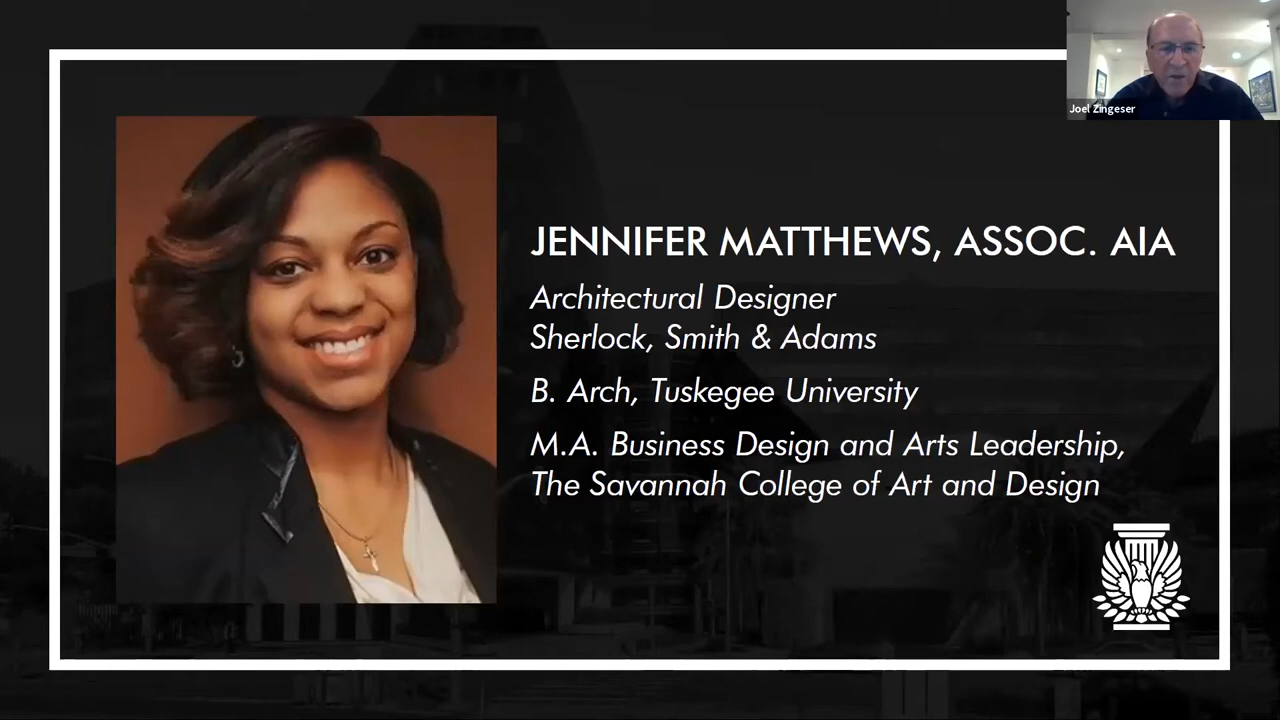 Joel Zingeser
JENNIFER MATTHEWS, ASSOC. AIA
Architectural Designer
Sherlock, Smith & Adams
B. Arch, Tuskegee University
M.A. Business Design and Arts Leadership,
The Savannah College of Art and Design